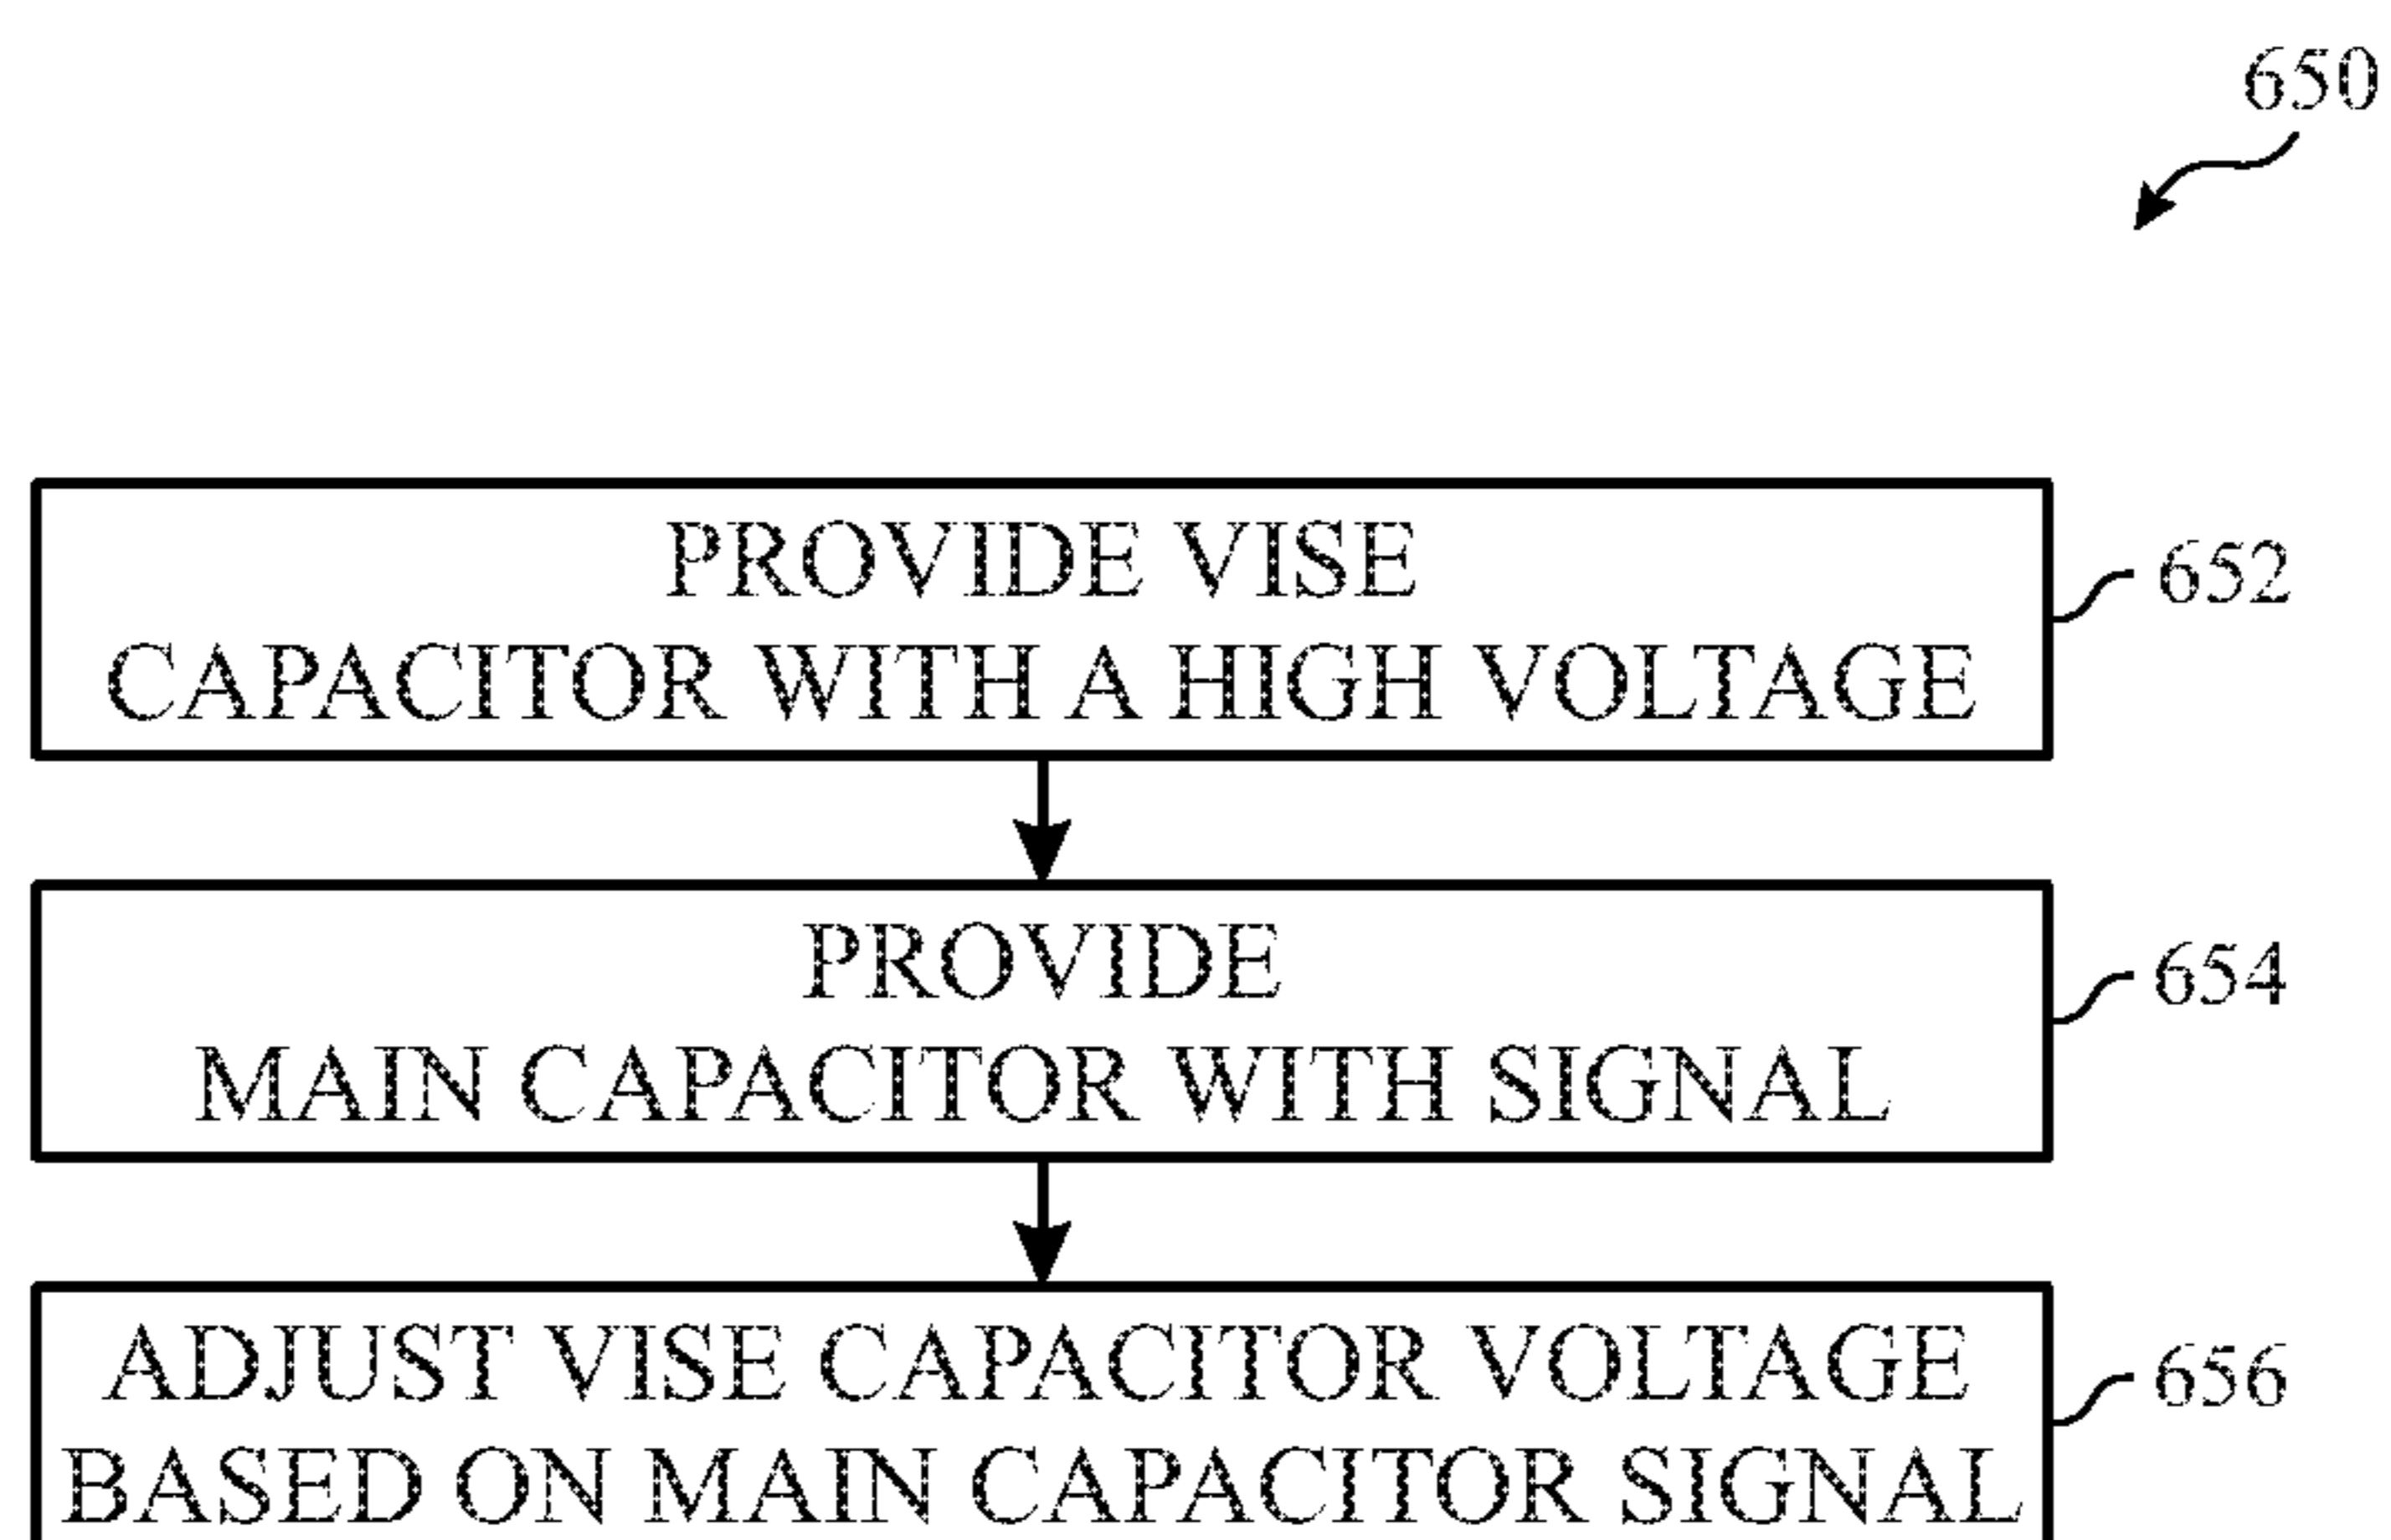 650
PROVIDE VISE
CAPACITOR WITH A HIGH VOLTAGE
652
PROVIDE
MAIN CAPACITOR WITH SIGNAL
654
ADJUST VISE CAPACITOR VOLTAGE
BASED ON MAIN CAPACITOR SIGNAL
656